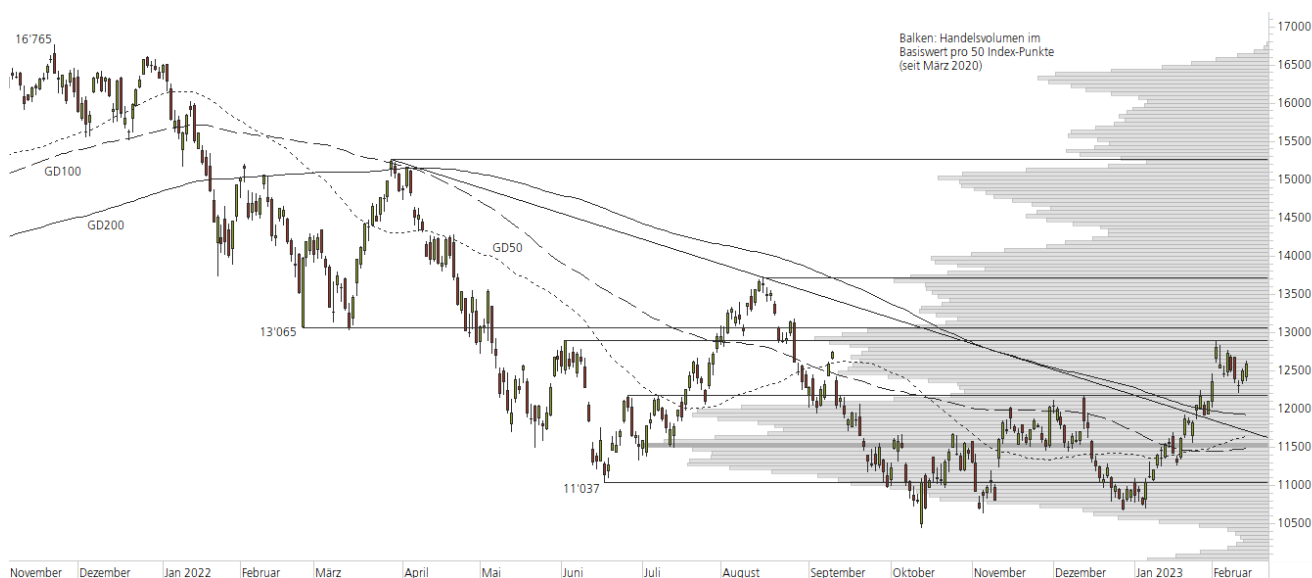 16'765
Balken: Handelsvolumen im
Basiswert pro 50 Index-Punkte
(seit März 2020)
GD100
GD200
GD50
13'065
11'037
17000
16500
16000
15500
15000
14500
14000
13500
13000
12500
12000
11500
11000
10500
November Dezember Jan 2022 Februar März April Mai Juni Juli August September Oktober November Dezember Jan 2023 Februar